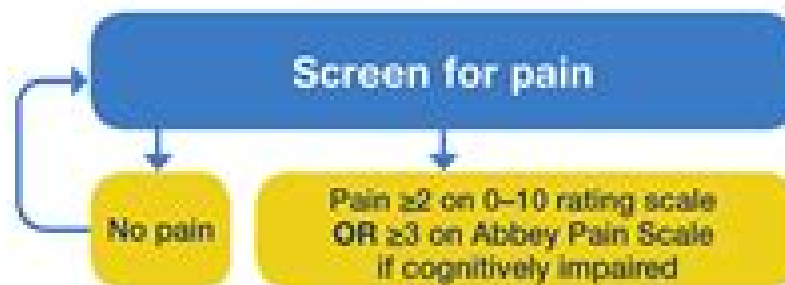 Screen for pain
No pain
Pain ≥2 on 0–10 rating scale
OR ≥3 on Abbey Pain Scale
if cognitively impaired